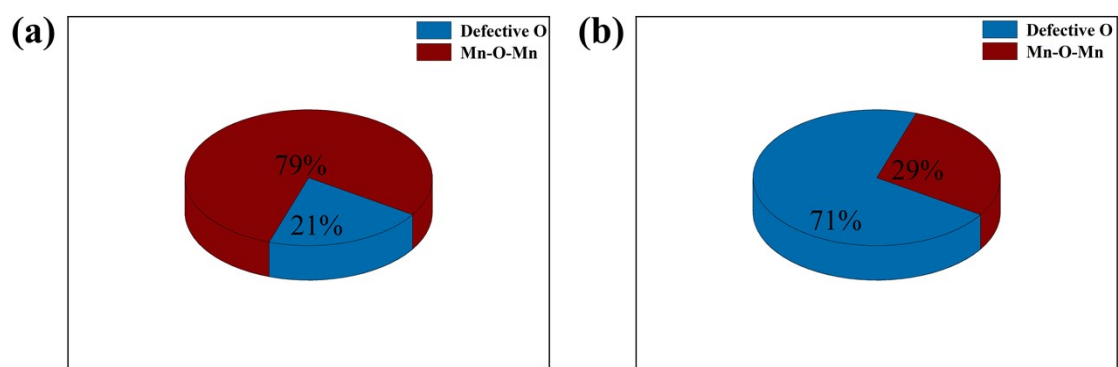 (a)
Defective O
Mn-O-Mn
79%
21%
(b)
Defective O
Mn-O-Mn
29%
71%